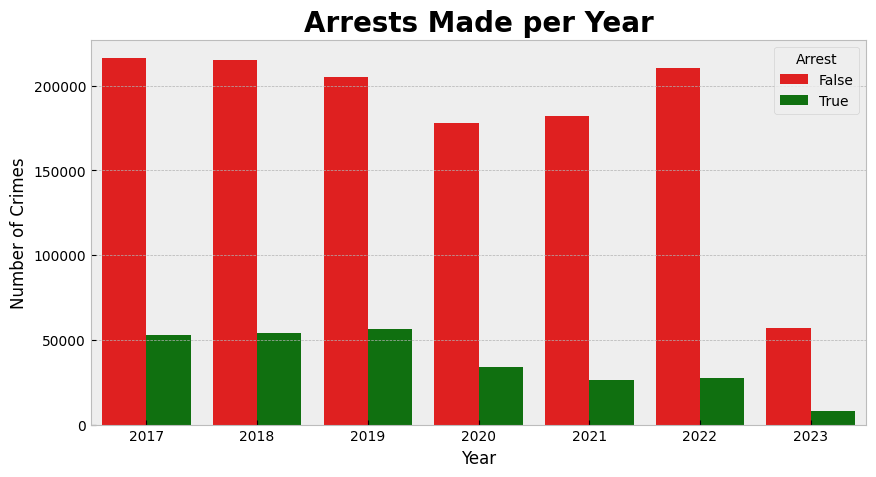 Arrests Made per Year
Number of Crimes
200000
150000
100000
50000
0
Arrest
False
True
2017 2018 2019 2020 2021 2022 2023
Year